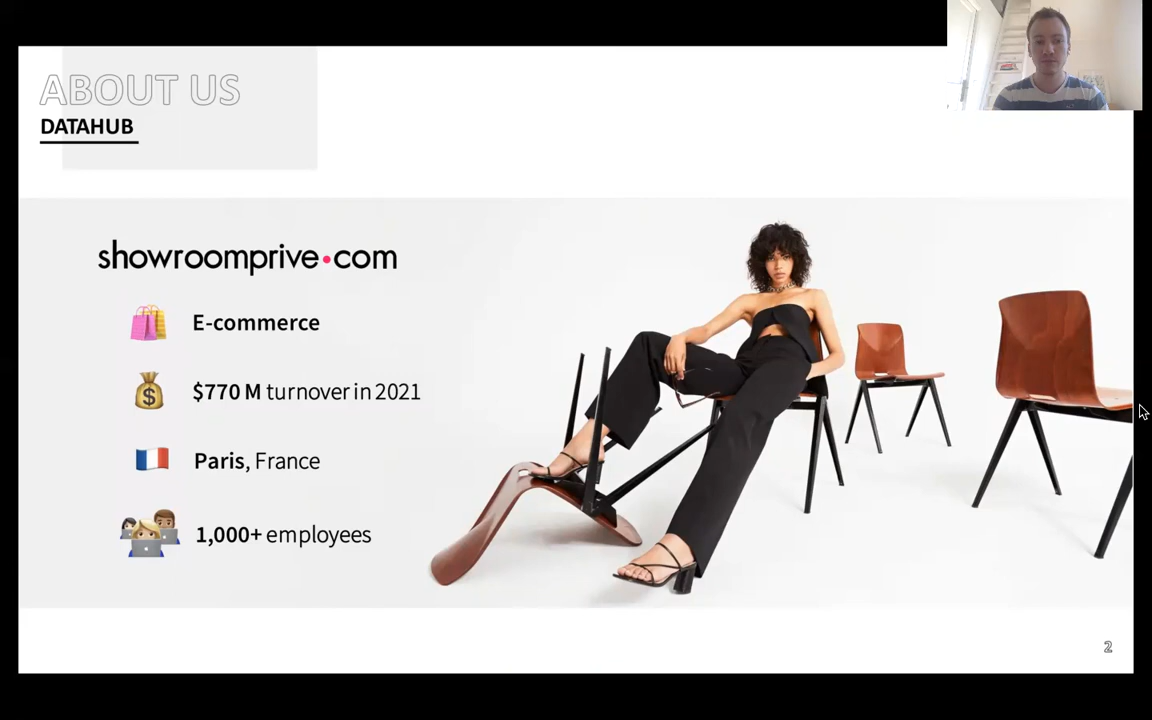 ABOUT US
DATAHUB
showroomprive.com
E-commerce
$770 M turnover in 2021
Paris, France
1,000+ employees
2